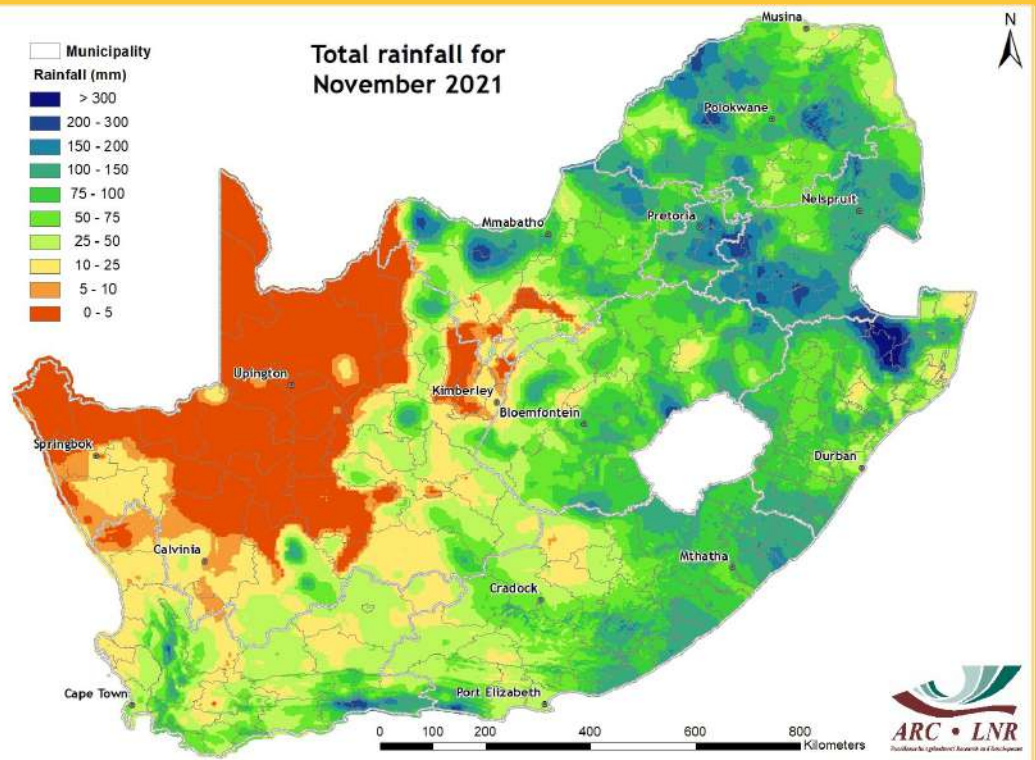 Total rainfall for
November 2021
N
Municipality
Rainfall (mm)
> 300
200 - 300
150 - 200
100 - 150
75 - 100
50 - 75
25 - 50
10 - 25
5 - 10
0 - 5
Musina
Polokwane
Nelspruit
Pretoria
Mmabatho
Upington
Kimberley
Bloemfontein
Springbok
Durban
Calvinia
Mthatha
Cradock
Cape Town
Port Elizabeth
0 100 200 400 600 800
Kilometers
ARC • LNR